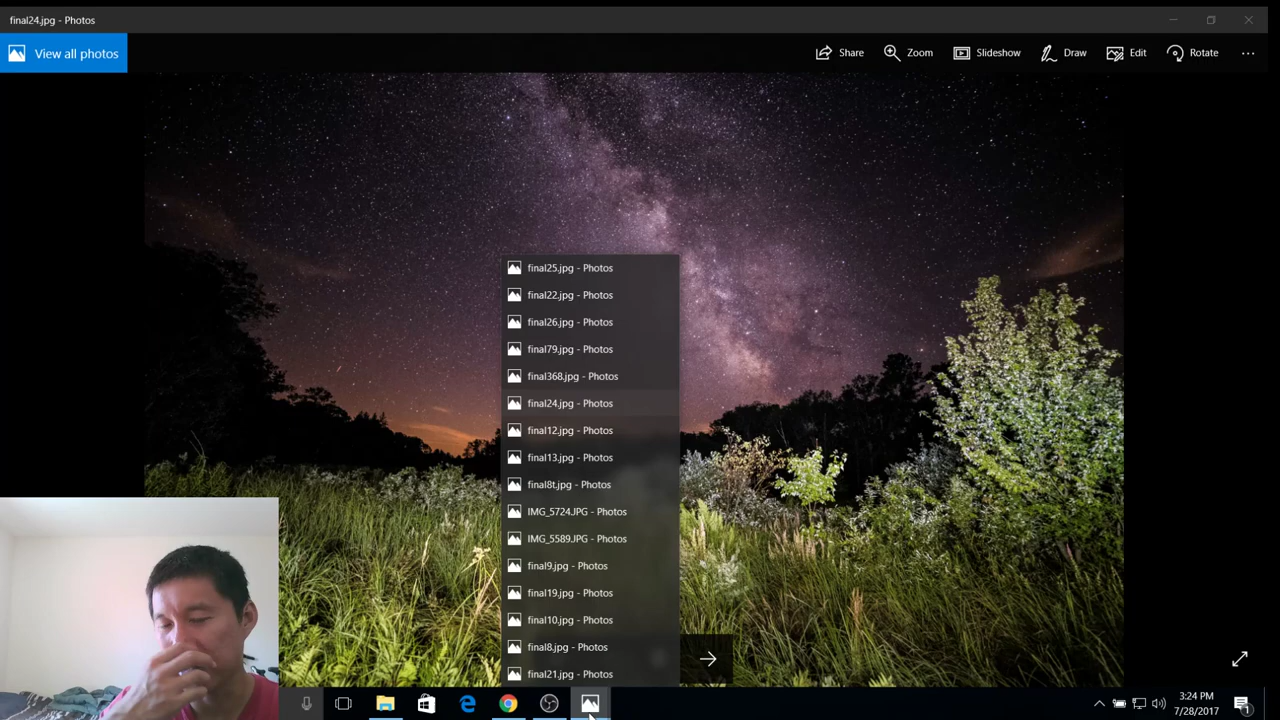 final24.jpg - Photos
View all photos
Share
Zoom
Slideshow
Draw
Edit
Rotate
final25.jpg - Photos
final22.jpg - Photos
final26.jpg - Photos
final79.jpg - Photos
final368.jpg - Photos
final24.jpg - Photos
final12.jpg - Photos
final13.jpg - Photos
final8t.jpg - Photos
IMG_5724.JPG - Photos
IMG_5589.JPG - Photos
final9.jpg - Photos
final19.jpg - Photos
final10.jpg - Photos
final8.jpg - Photos
final21.jpg - Photos
3:24 PM
7/28/2017
1